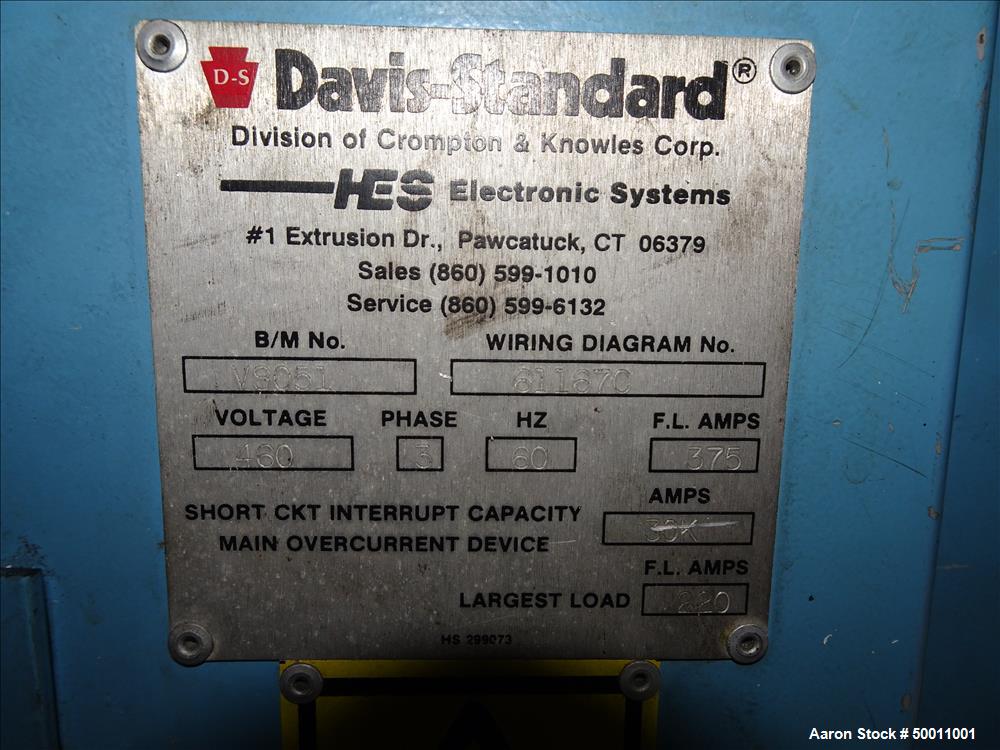 D-S Davis-Standard®
Division of Crompton & Knowles Corp.
HES Electronic Systems
#1 Extrusion Dr., Pawcatuck, CT 06379
Sales (860) 599-1010
Service (860) 599-6132
B/M No. WIRING DIAGRAM No.
VS051 611670
VOLTAGE PHASE HZ F.L. AMPS
460 3 60 375
AMPS
SHORT CKT INTERRUPT CAPACITY
MAIN OVERCURRENT DEVICE
F.L. AMPS
LARGEST LOAD 220
HS 299073
Aaron Stock # 50011001